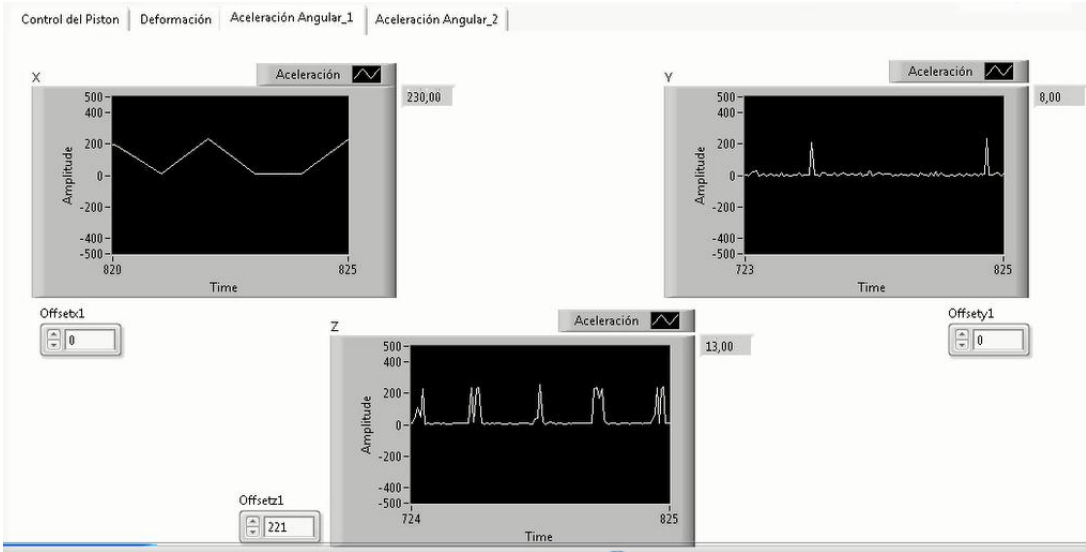 Control del Piston
Deformación
Aceleración Angular_1
Aceleración Angular_2
X
Aceleración
230,00
500
400
200
0
-200
-400
-500
Amplitude
820
825
Time
Offsetx1
0
Y
Aceleración
8,00
500
400
200
0
-200
-400
-500
Amplitude
723
825
Time
Offsety1
0
Z
Aceleración
13,00
500
400
200
0
-200
-400
-500
Amplitude
724
825
Time
Offsetz1
221